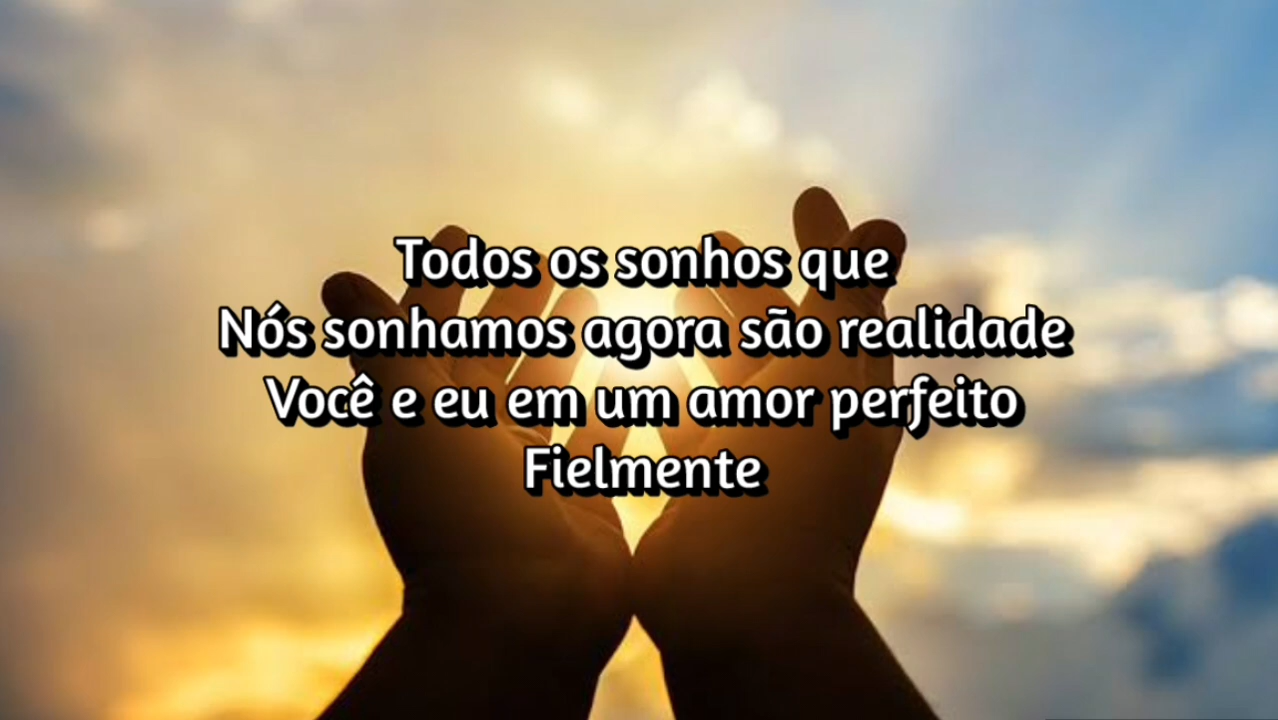 Todos os sonhos que
Nós sonhamos agora são realidade
Você e eu em um amor perfeito
Fielmente